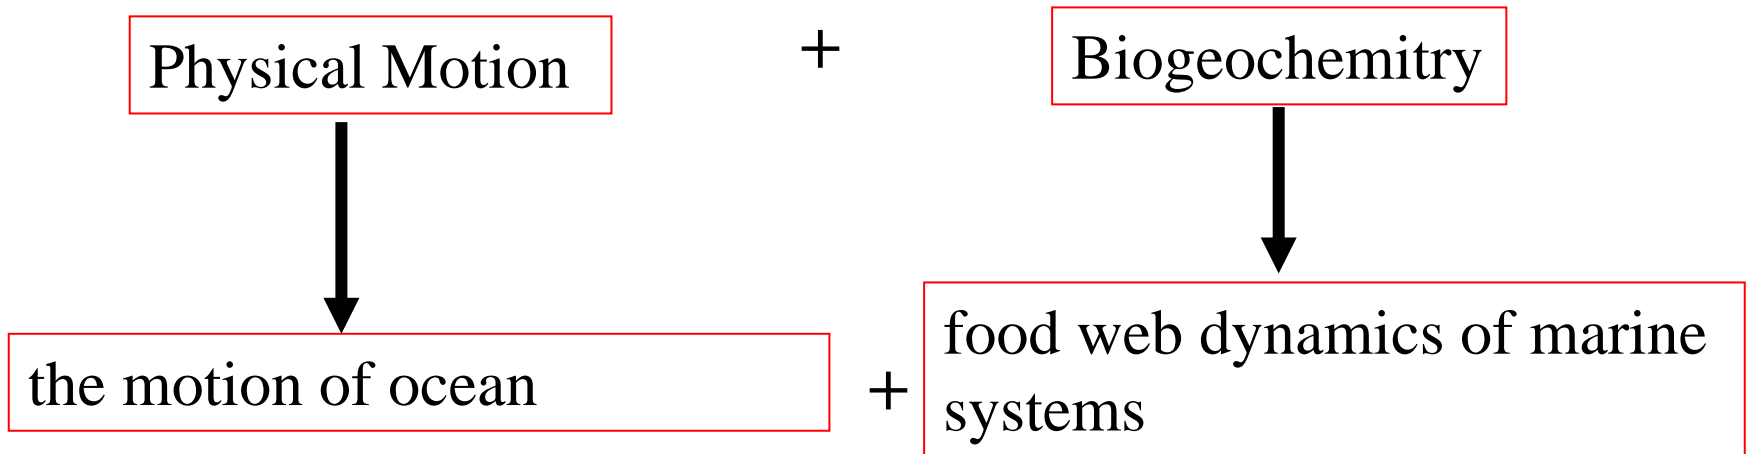 Physical Motion
+
Biogeochemitry
the motion of ocean
+
food web dynamics of marine
systems